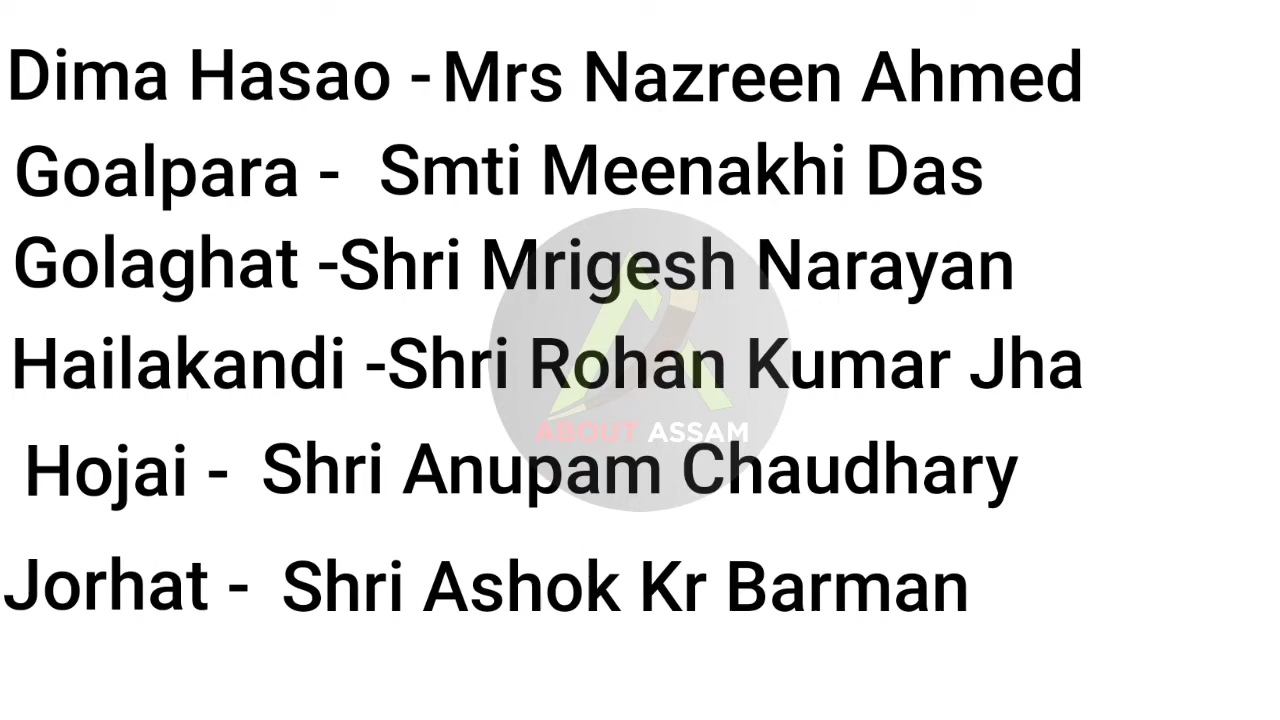 Dima Hasao - Mrs Nazreen Ahmed
Goalpara - Smti Meenakhi Das
Golaghat -Shri Mrigesh Narayan
Hailakandi -Shri Rohan Kumar Jha
ABOUT ASSAM
Hojai - Shri Anupam Chaudhary
Jorhat - Shri Ashok Kr Barman